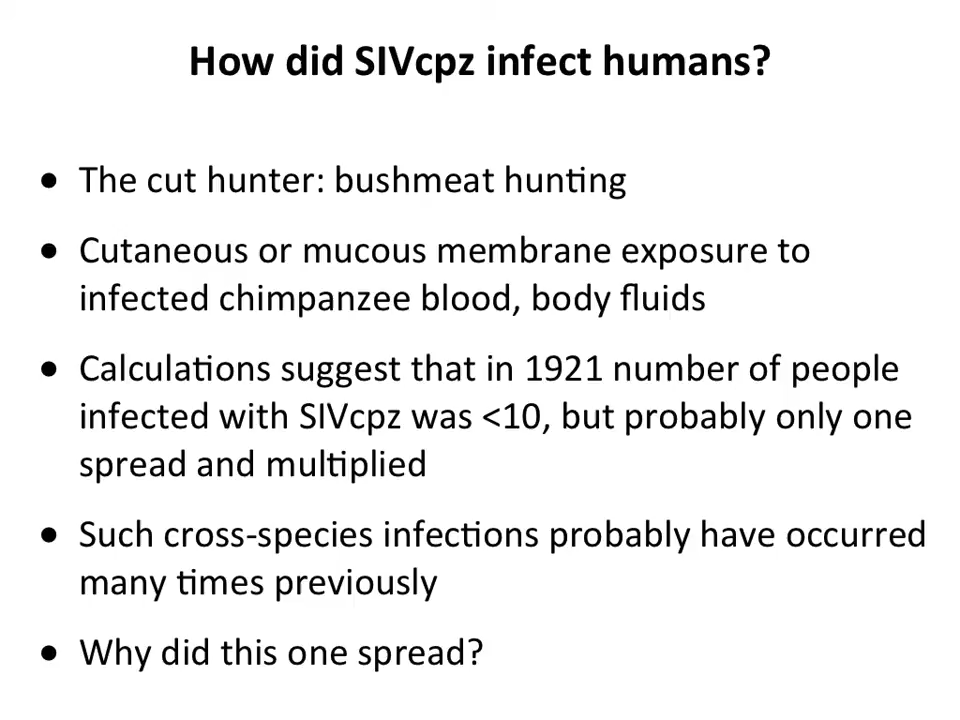 How did SIVcpz infect humans?
• The cut hunter: bushmeat hunting
• Cutaneous or mucous membrane exposure to
infected chimpanzee blood, body fluids
• Calculations suggest that in 1921 number of people
infected with SIVcpz was <10, but probably only one
spread and multiplied
• Such cross-species infections probably have occurred
many times previously
• Why did this one spread?